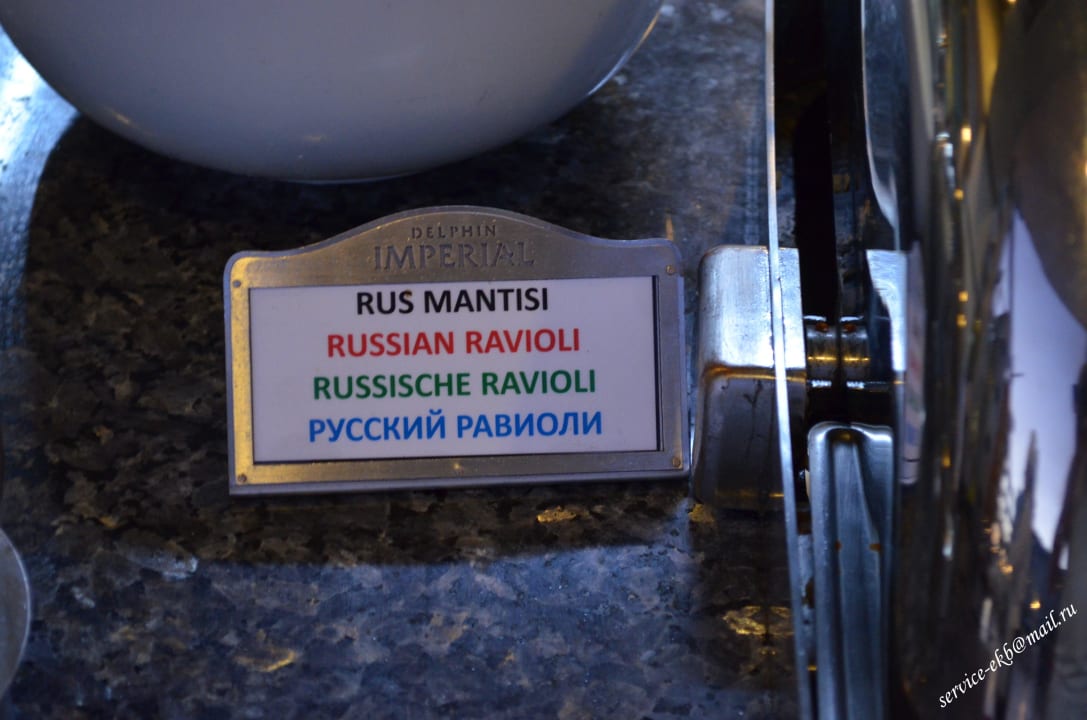 DELPHIN
IMPERIAL
RUS MANTISI
RUSSIAN RAVIOLI
RUSSISCHE RAVIOLI
РУССКИЙ РАВИОЛИ
service-ekb@mail.ru